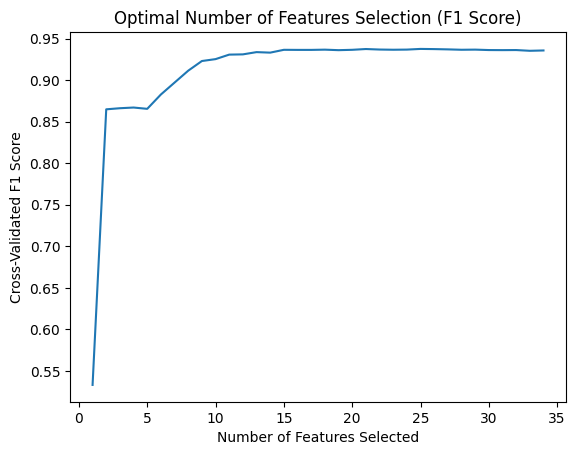 Optimal Number of Features Selection (F1 Score)
0.95
0.90
0.85
0.80
0.75
0.70
0.65
0.60
0.55
Cross-Validated F1 Score
0 5 10 15 20 25 30 35
Number of Features Selected